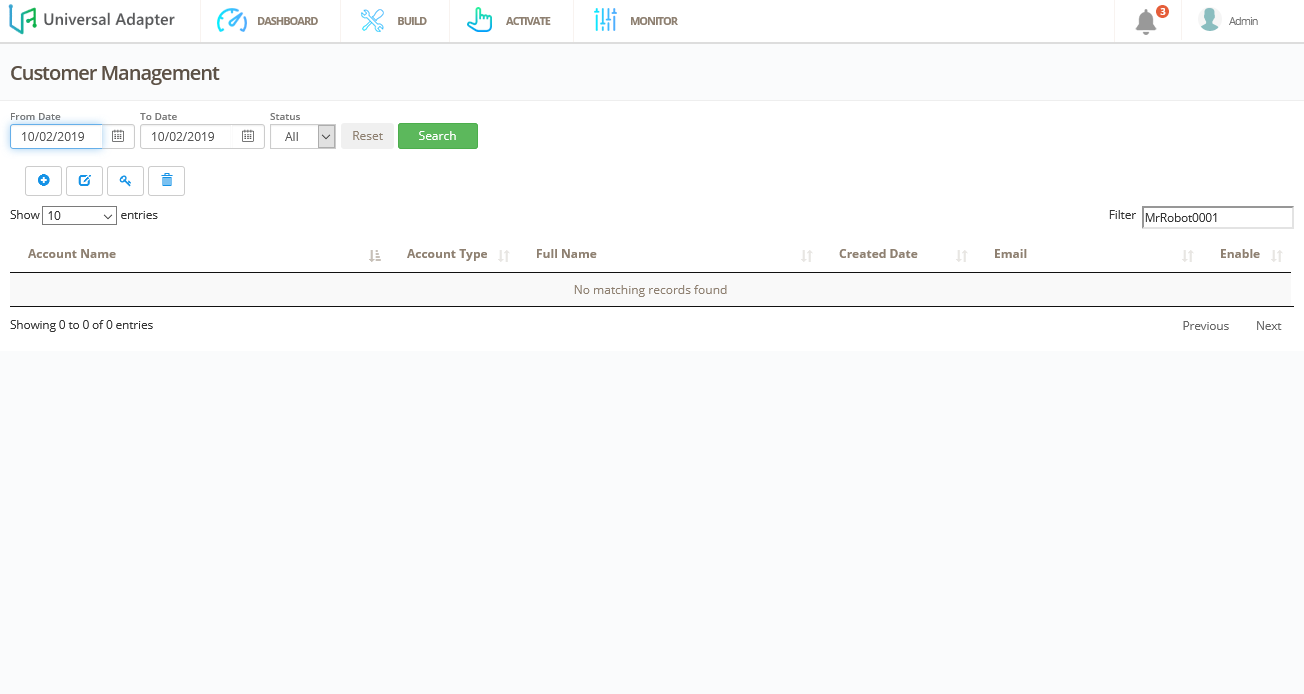 Universal Adapter DASHBOARD BUILD ACTIVATE MONITOR 3 Admin
Customer Management
From Date To Date Status
10/02/2019 10/02/2019 All Reset Search
Show 10 entries Filter MrRobot0001
Account Name Account Type Full Name Created Date Email Enable
No matching records found
Showing 0 to 0 of 0 entries Previous Next